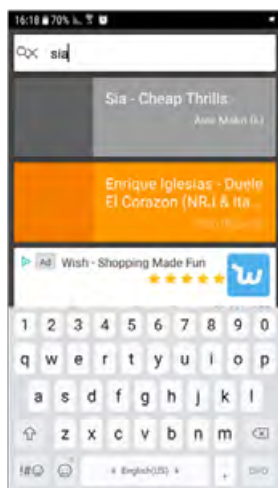 16:18 70%
sia
Sia - Cheap Thrills
Enrique Iglesias - Duele
El Corazon (NRJ & Ita...
Ad Wish - Shopping Made Fun
1 2 3 4 5 6 7 8 9 0
q w e r t y u i o p
a s d f g h j k l
z x c v b n m
!#☺ English(US) ,